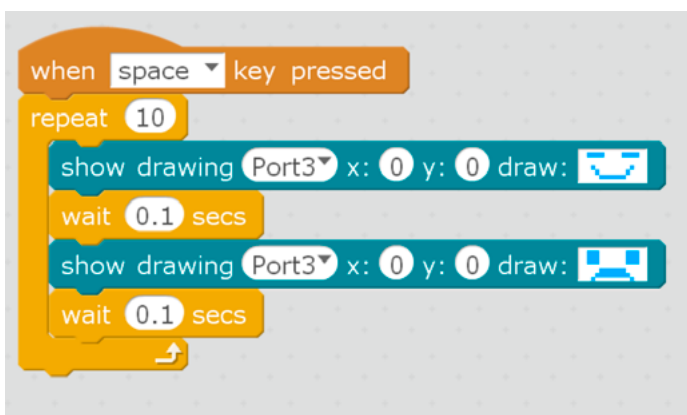 when space key pressed
repeat 10
show drawing Port3 x: 0 y: 0 draw:
wait 0.1 secs
show drawing Port3 x: 0 y: 0 draw:
wait 0.1 secs